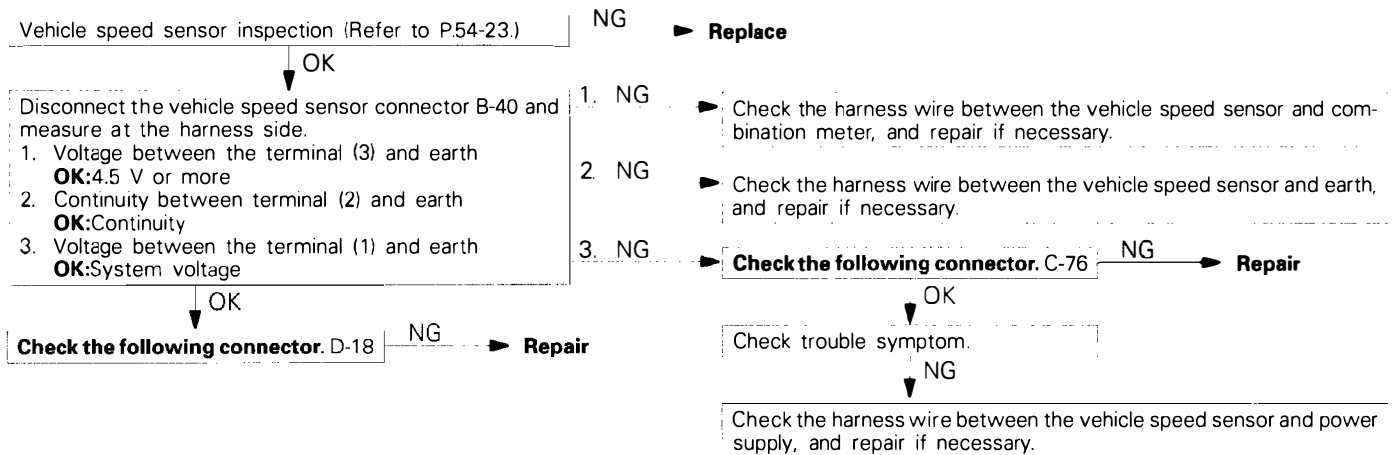 Vehicle speed sensor inspection (Refer to P.54-23.)
NG
Replace
OK
Disconnect the vehicle speed sensor connector B-40 and
measure at the harness side.
1. Voltage between the terminal (3) and earth
OK:4.5 V or more
2. Continuity between terminal (2) and earth
OK:Continuity
3. Voltage between the terminal (1) and earth
OK:System voltage
1. NG
Check the harness wire between the vehicle speed sensor and com-
bination meter, and repair if necessary.
2. NG
Check the harness wire between the vehicle speed sensor and earth,
and repair if necessary.
3. NG
Check the following connector. C-76
NG
Repair
OK
Check trouble symptom.
NG
Check the harness wire between the vehicle speed sensor and power
supply, and repair if necessary.
OK
Check the following connector. D-18
NG
Repair